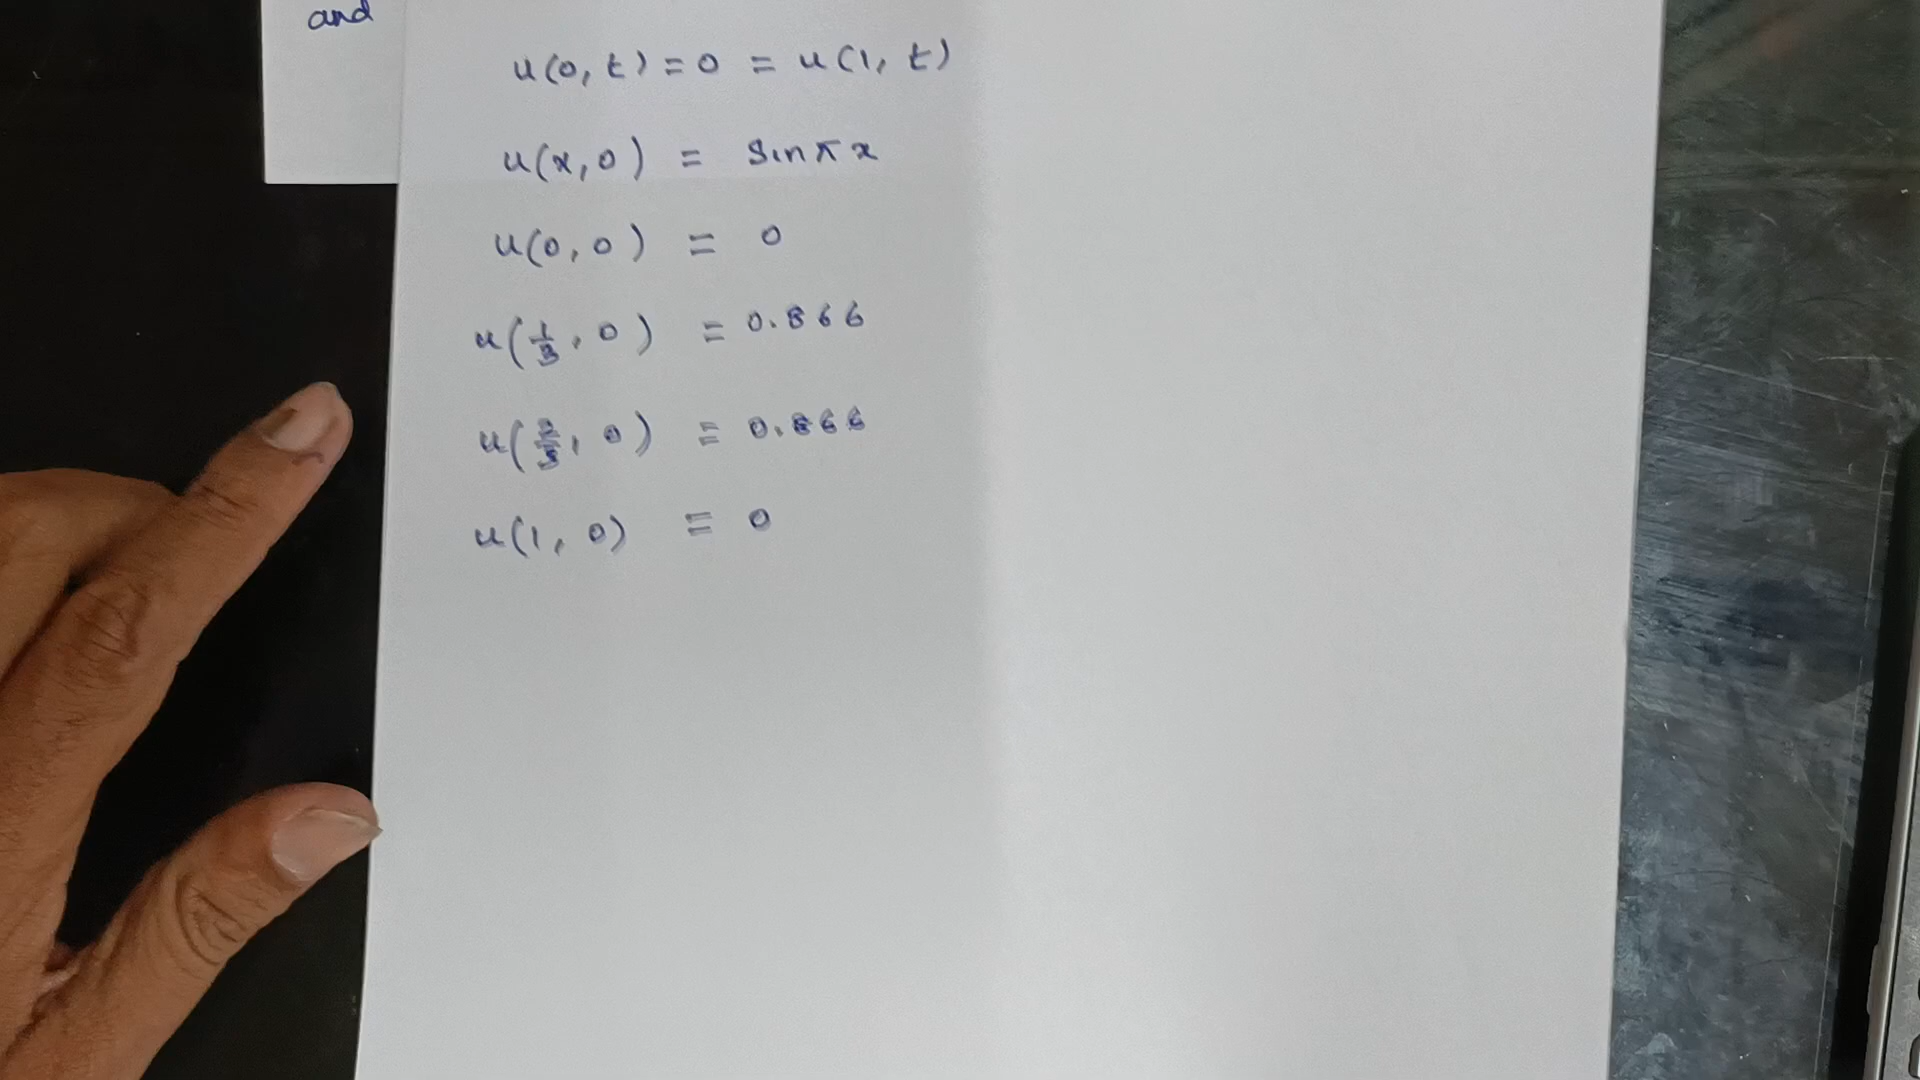 and
u(0, t) = 0 = u(1, t)
u(x, 0) = Sin π x
u(0, 0) = 0
u(1/3, 0) = 0.866
u(2/3, 0) = 0.866
u(1, 0) = 0